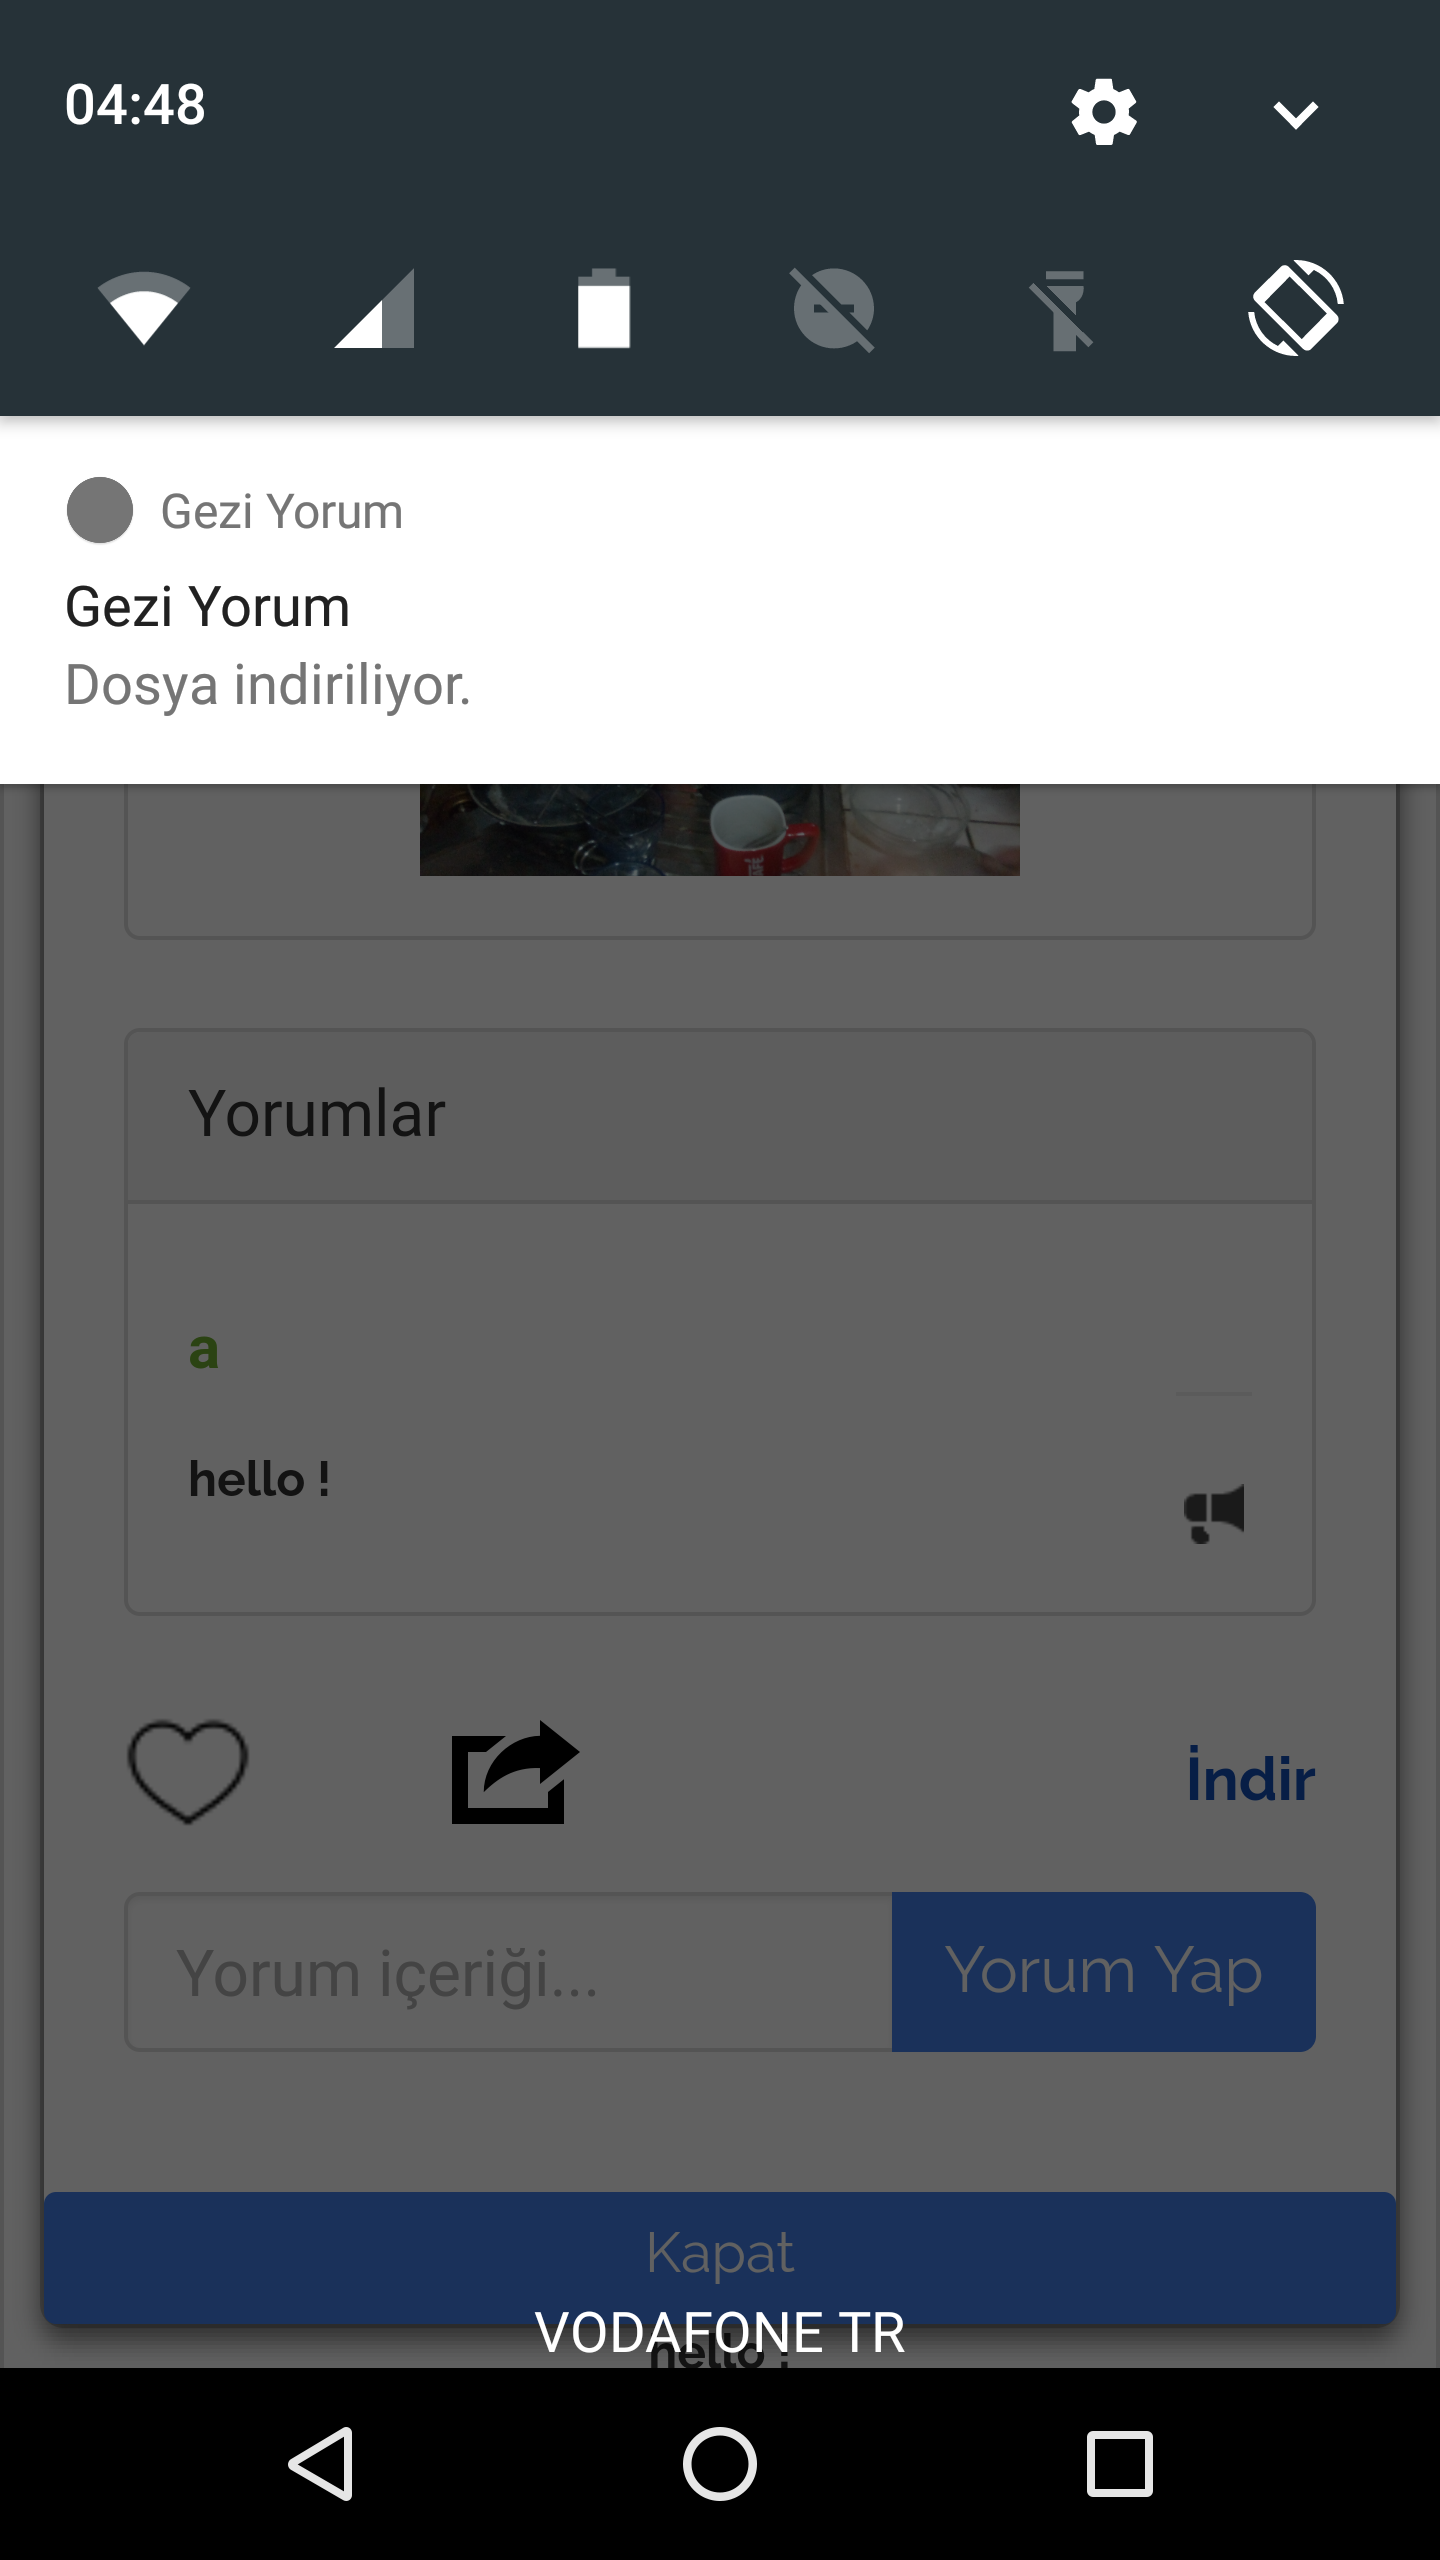 04:48
Gezi Yorum
Gezi Yorum
Dosya indiriliyor.
Yorumlar
a
hello !
İndir
Yorum içeriği...
Yorum Yap
Kapat
VODAFONE TR
hello !